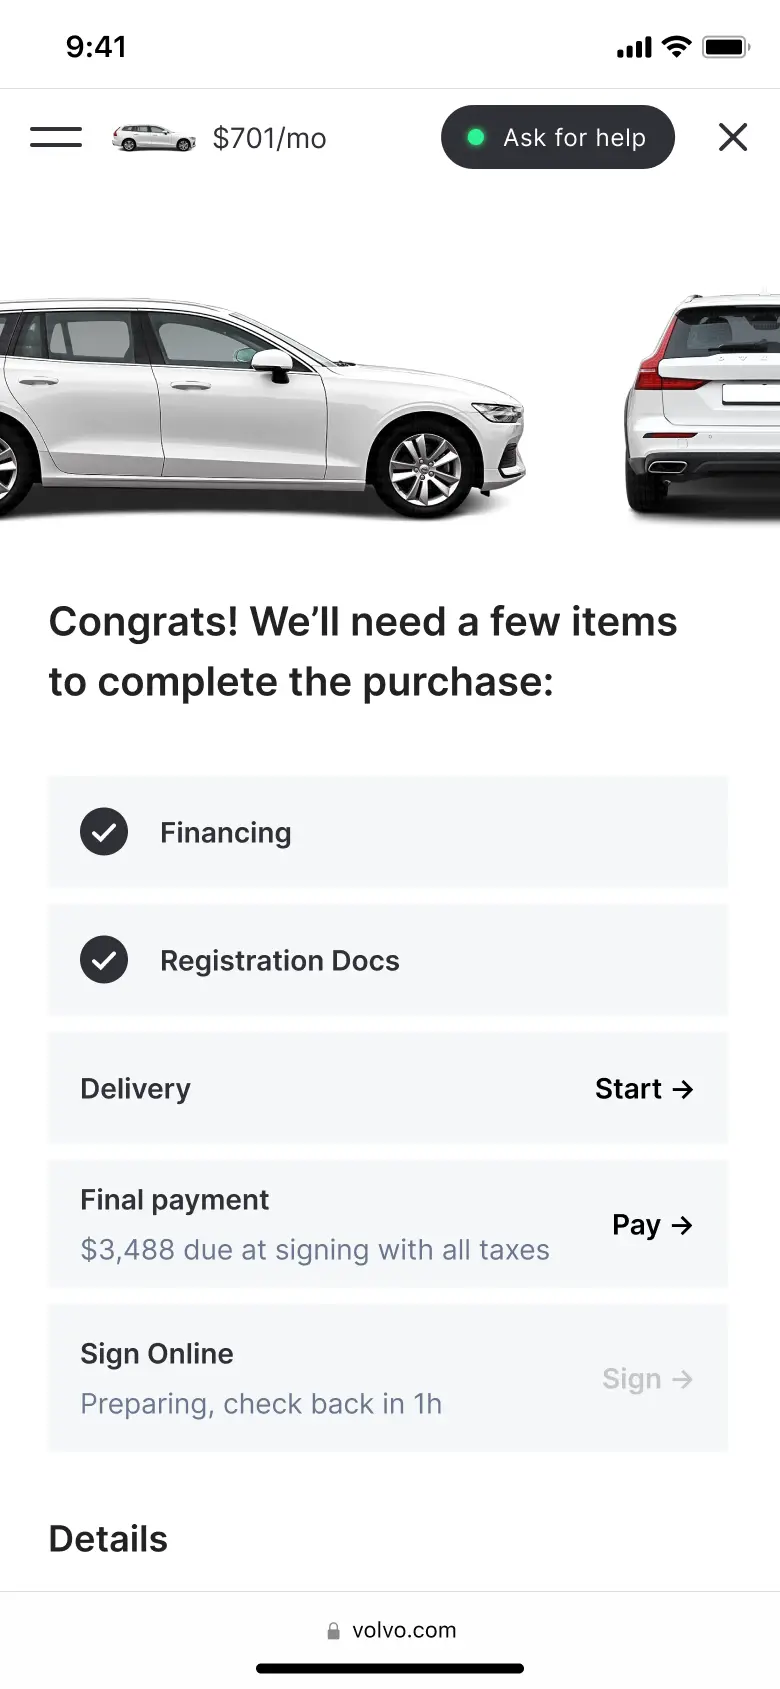 9:41
$701/mo
Ask for help
Congrats! We’ll need a few items
to complete the purchase:
Financing
Registration Docs
Delivery
Start →
Final payment
$3,488 due at signing with all taxes
Pay →
Sign Online
Preparing, check back in 1h
Sign →
Details
volvo.com